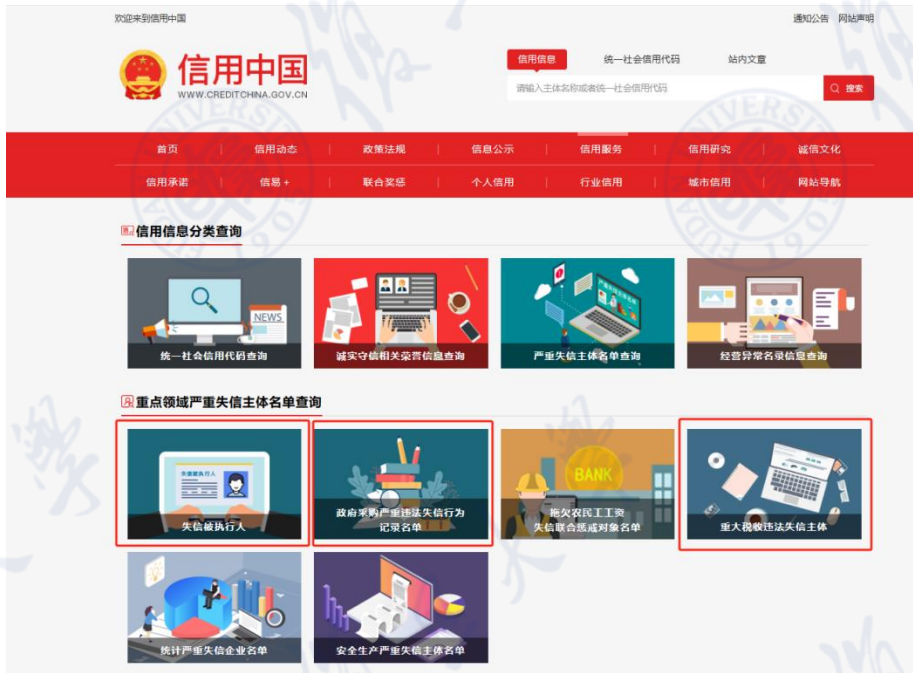 欢迎来到信用中国
通知公告 网站声明
信用中国
WWW.CREDITCHINA.GOV.CN
信用信息 统一社会信用代码 站内文章
请输入主体名称或者统一社会信用代码 搜索
首页 | 信用动态 | 政策法规 | 信息公示 | 信用服务 | 信用研究 | 诚信文化
信用承诺 | 信易+ | 联合奖惩 | 个人信用 | 行业信用 | 城市信用 | 网站导航
信用信息分类查询
NEWS
统一社会信用代码查询
诚实守信相关荣誉信息查询
严重失信主体名单查询
经营异常名录信息查询
重点领域严重失信主体名单查询
失信被执行人
失信被执行人
政府采购严重违法失信行为
记录名单
BANK
拖欠农民工工资
失信联合惩戒对象名单
重大税收违法失信主体
统计严重失信企业名单
安全生产严重失信主体名单